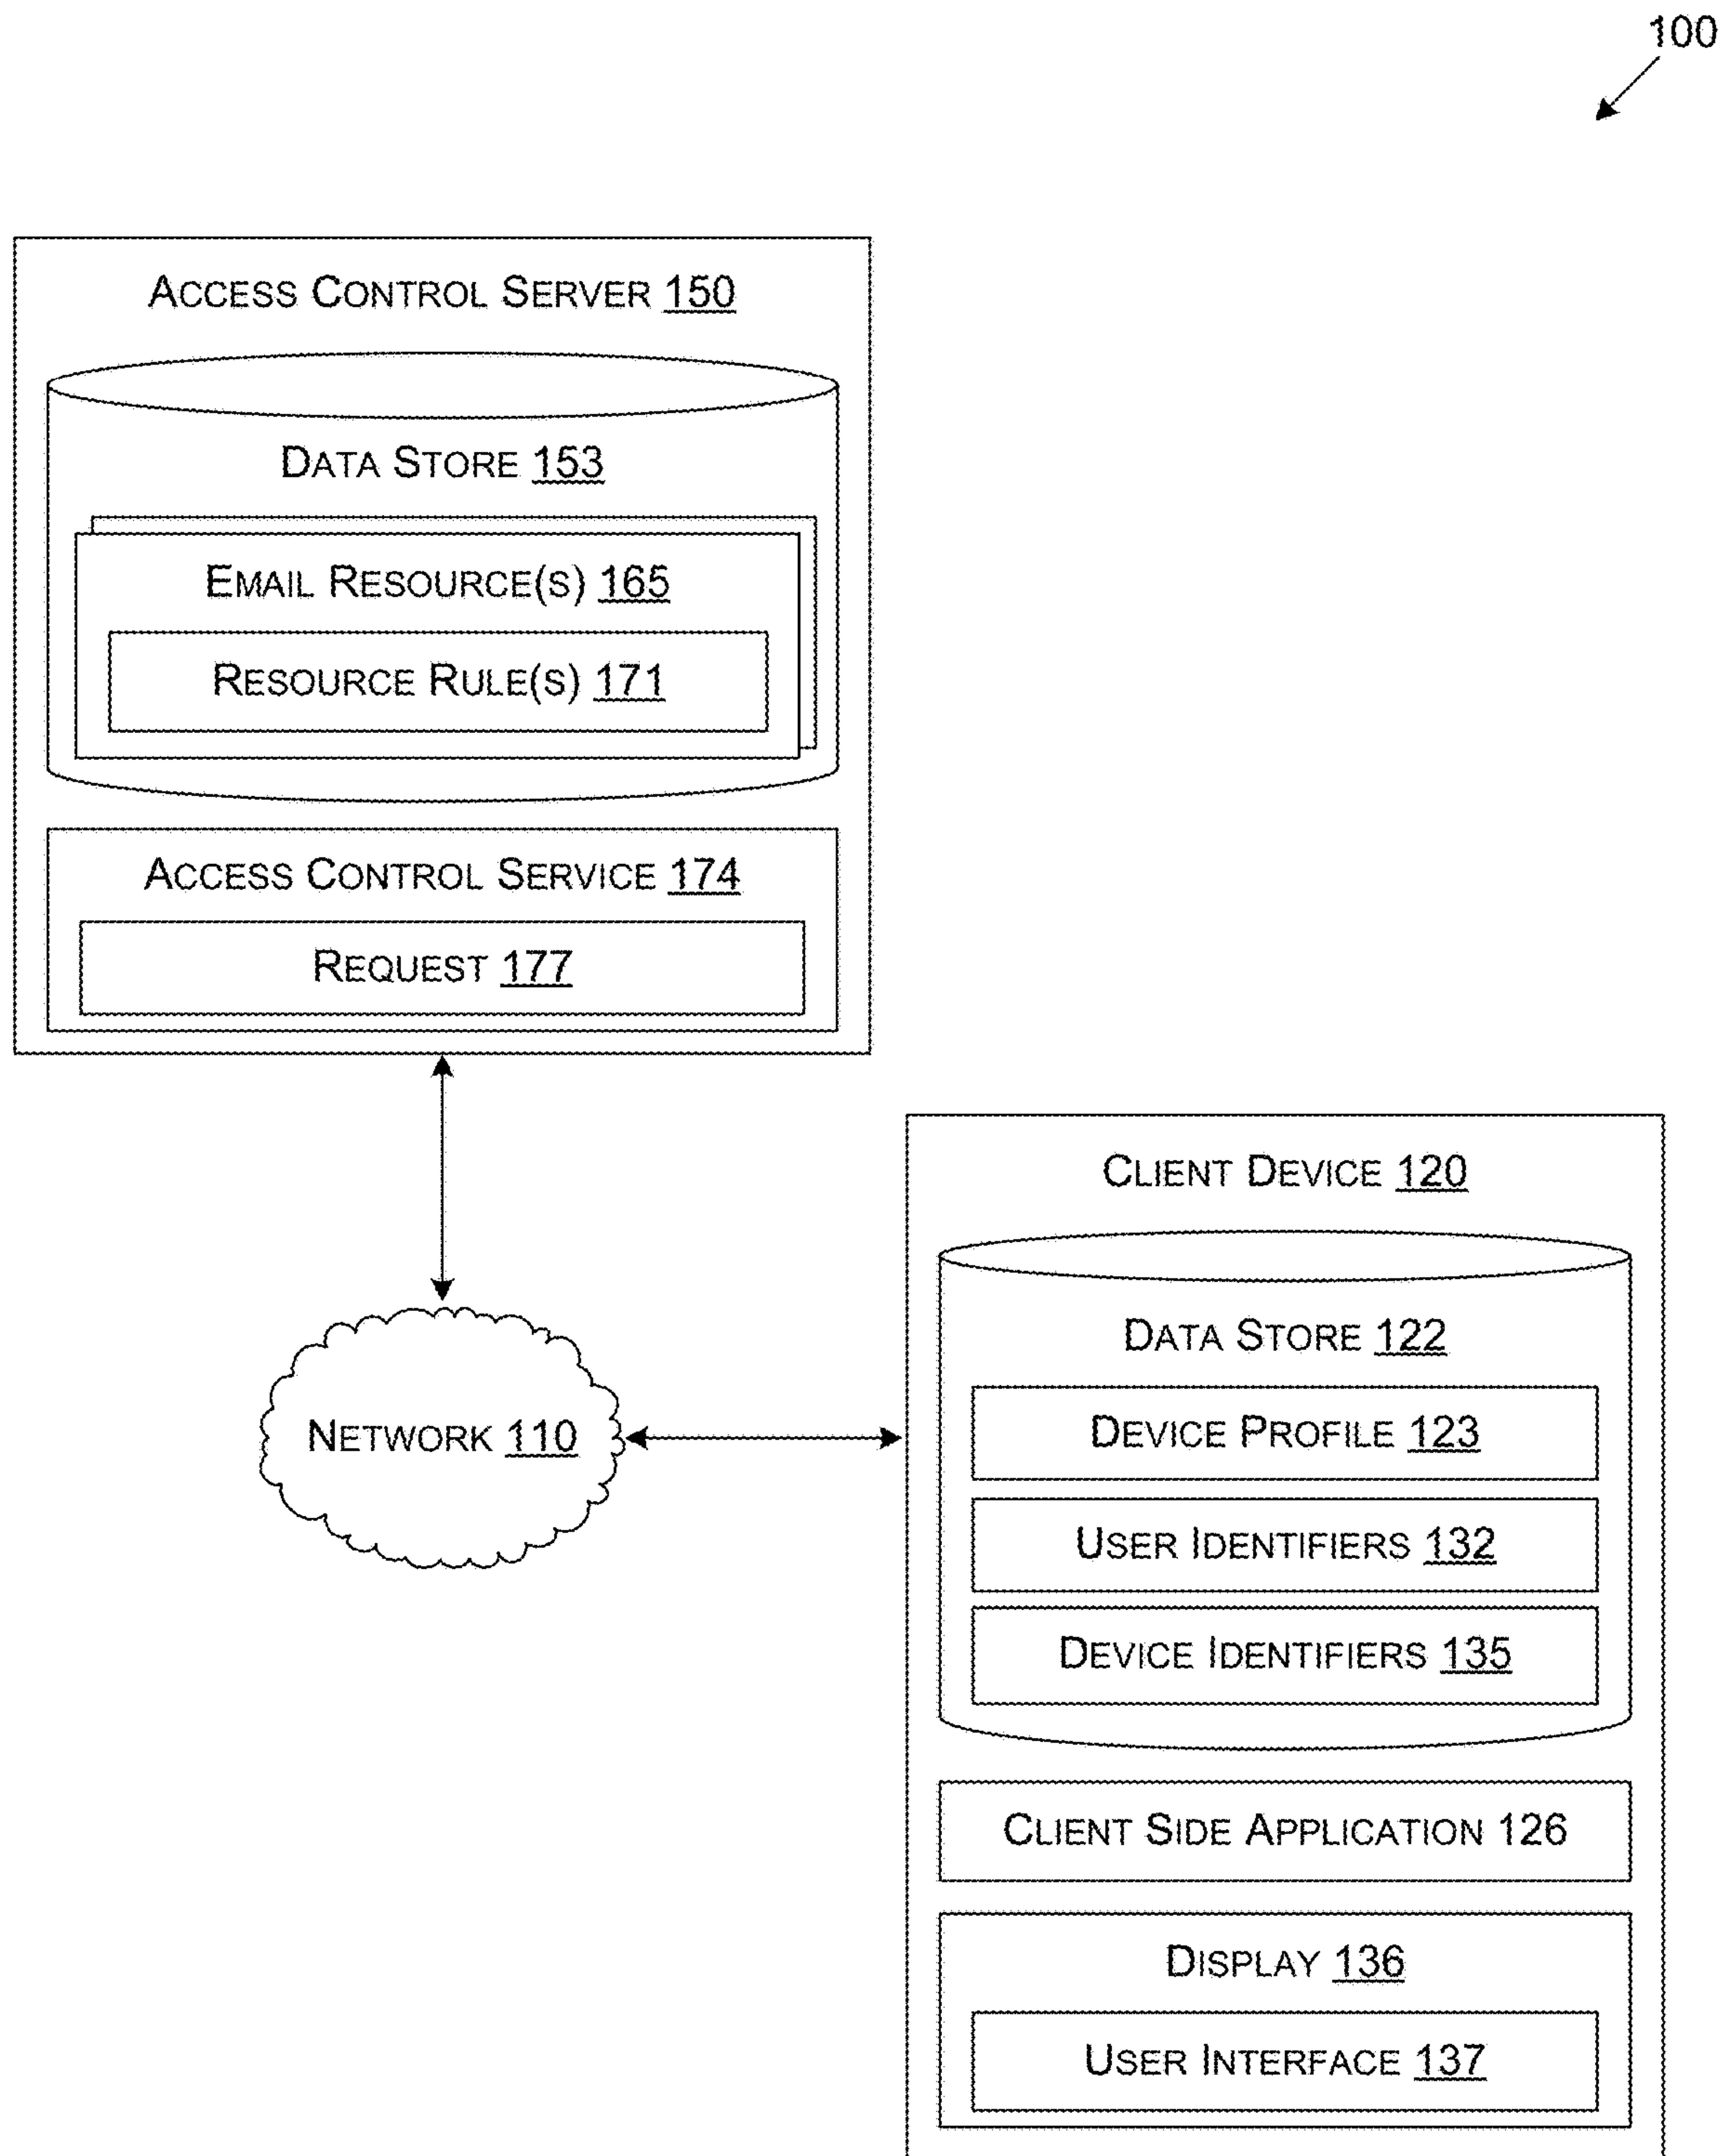 100
ACCESS CONTROL SERVER 150
DATA STORE 153
EMAIL RESOURCE(S) 165
RESOURCE RULE(S) 171
ACCESS CONTROL SERVICE 174
REQUEST 177
NETWORK 110
CLIENT DEVICE 120
DATA STORE 122
DEVICE PROFILE 123
USER IDENTIFIERS 132
DEVICE IDENTIFIERS 135
CLIENT SIDE APPLICATION 126
DISPLAY 136
USER INTERFACE 137